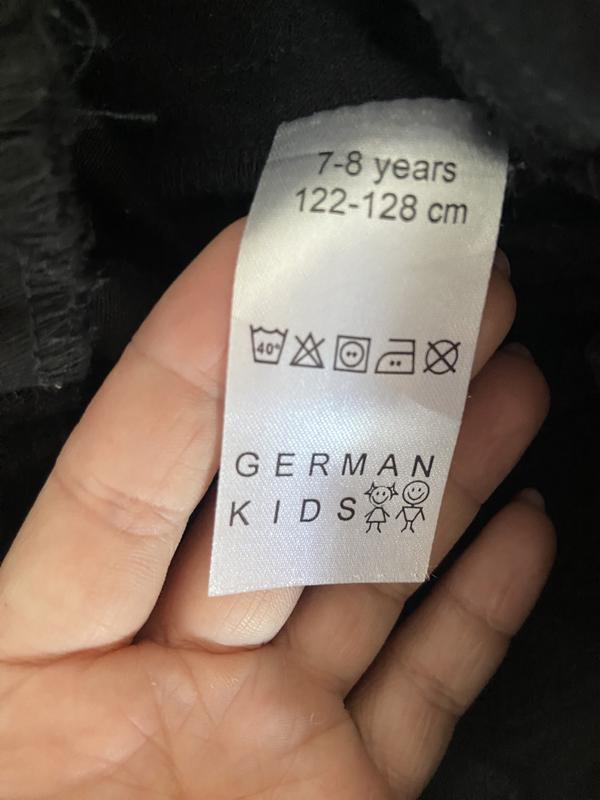 7-8 years
122-128 cm
40°
GERMAN
KIDS